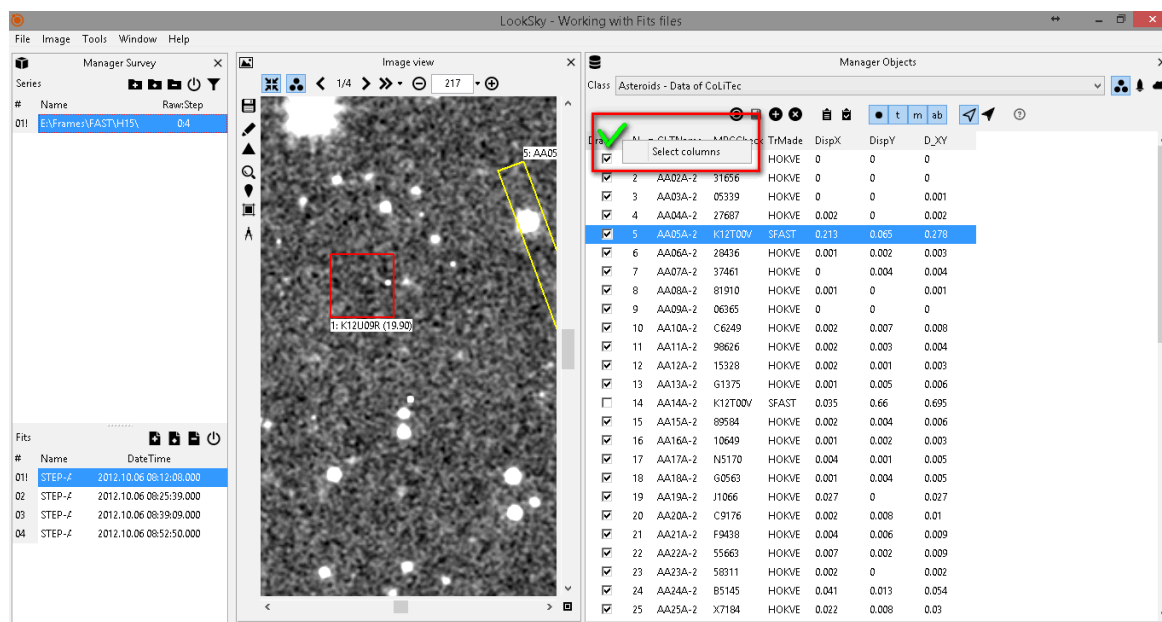 LookSky - Working with Fits files
File Image Tools Window Help
Manager Survey
Series
# Name Raw:Step
01! E:\Frames\FAST\H15\ 0:4
Fits
# Name DateTime
01! STEP-A 2012.10.06 08:12:08.000
02 STEP-A 2012.10.06 08:25:39.000
03 STEP-A 2012.10.06 08:39:09.000
04 STEP-A 2012.10.06 08:52:50.000
Image view
1/4 217
5: AA05
1: K12U09R (19.90)
Manager Objects
Class Asteroids - Data of CoLiTec
t m ab
TrMade DispX DispY D_XY
Select columns
HOKVE 0 0 0
2 AA02A-2 31656 HOKVE 0 0 0
3 AA03A-2 05339 HOKVE 0 0 0.001
4 AA04A-2 27687 HOKVE 0.002 0 0.002
5 AA05A-2 K12T00V SFAST 0.213 0.065 0.278
6 AA06A-2 28436 HOKVE 0.001 0.002 0.003
7 AA07A-2 37461 HOKVE 0 0.004 0.004
8 AA08A-2 81910 HOKVE 0.001 0 0.001
9 AA09A-2 06365 HOKVE 0 0 0
10 AA10A-2 C6249 HOKVE 0.002 0.007 0.008
11 AA11A-2 98626 HOKVE 0.002 0.003 0.004
12 AA12A-2 15328 HOKVE 0.002 0.001 0.003
13 AA13A-2 G1375 HOKVE 0.001 0.005 0.006
14 AA14A-2 K12T00V SFAST 0.035 0.66 0.695
15 AA15A-2 89584 HOKVE 0.002 0.004 0.006
16 AA16A-2 10649 HOKVE 0.001 0.002 0.003
17 AA17A-2 N5170 HOKVE 0.004 0.001 0.005
18 AA18A-2 G0563 HOKVE 0.001 0.004 0.005
19 AA19A-2 J1066 HOKVE 0.027 0 0.027
20 AA20A-2 C9176 HOKVE 0.002 0.008 0.01
21 AA21A-2 F9438 HOKVE 0.004 0.006 0.009
22 AA22A-2 55663 HOKVE 0.007 0.002 0.009
23 AA23A-2 58311 HOKVE 0.002 0 0.002
24 AA24A-2 B5145 HOKVE 0.041 0.013 0.054
25 AA25A-2 X7184 HOKVE 0.022 0.008 0.03